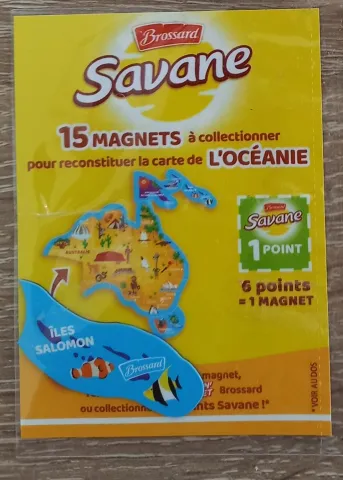 Brossard
Savane
15 MAGNETS à collectionner
pour reconstituer la carte de L'OCÉANIE
AUSTRALIE
Brossard
Savane
1 POINT
6 points
= 1 MAGNET
ÎLES
SALOMON
Brossard
magnet,
Brossard
ou collectionne nts Savane !*
* VOIR AU DOS